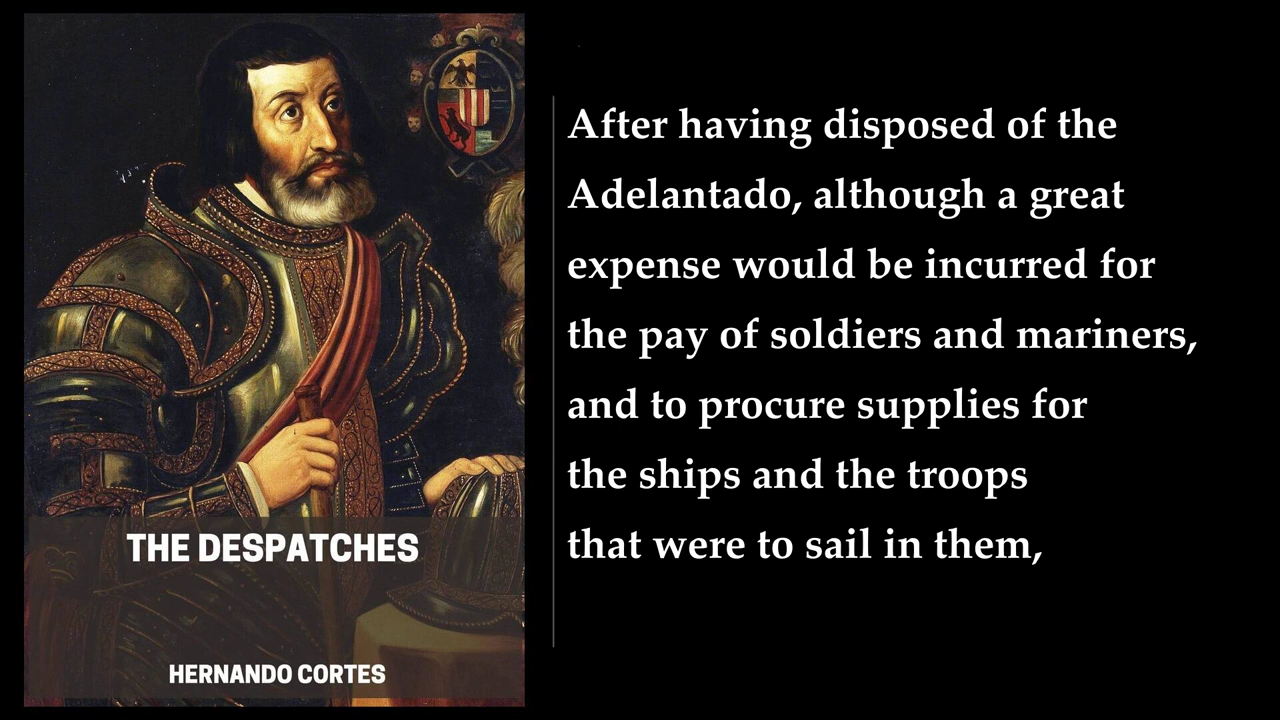 THE DESPATCHES
HERNANDO CORTES
After having disposed of the
Adelantado, although a great
expense would be incurred for
the pay of soldiers and mariners,
and to procure supplies for
the ships and the troops
that were to sail in them,